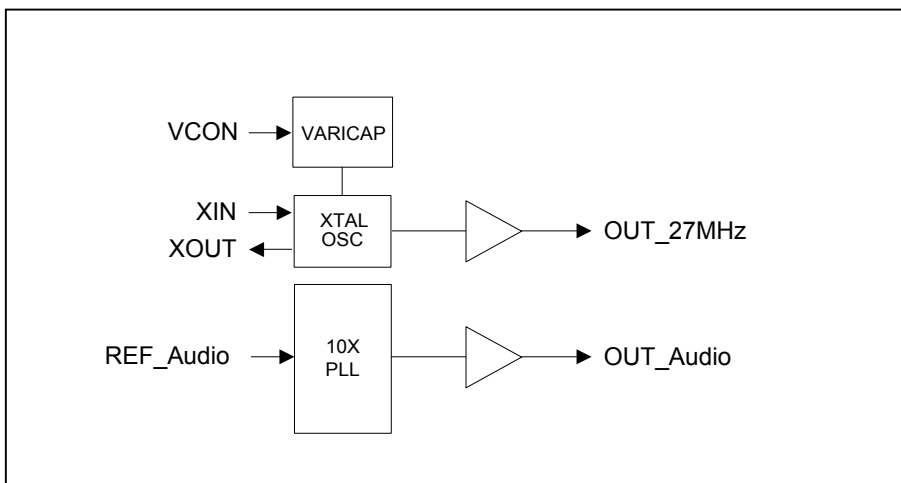 VCON
VARICAP
XIN
XOUT
XTAL
OSC
OUT_27MHz
REF_Audio
10X
PLL
OUT_Audio